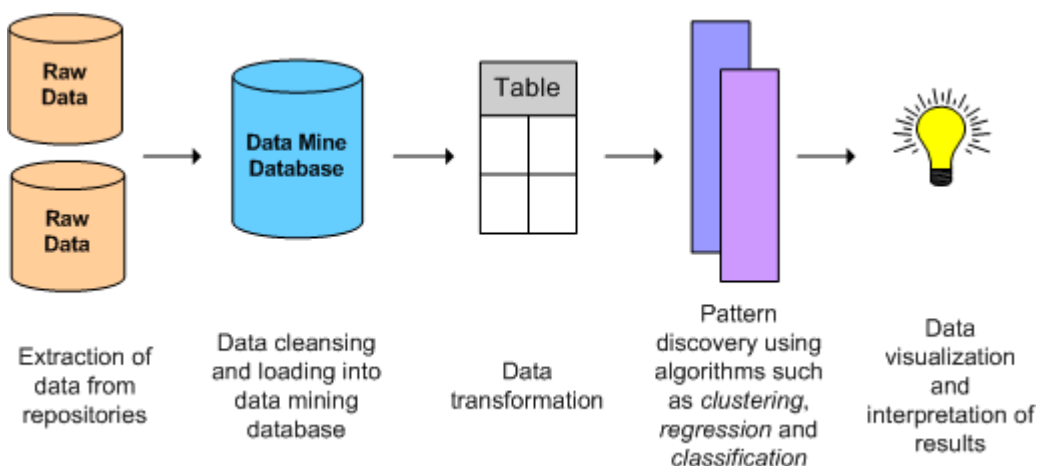 Raw
Data
Raw
Data
Data Mine
Database
Table
Extraction of
data from
repositories
Data cleansing
and loading into
data mining
database
Data
transformation
Pattern
discovery using
algorithms such
as clustering,
regression and
classification
Data
visualization
and
interpretation of
results